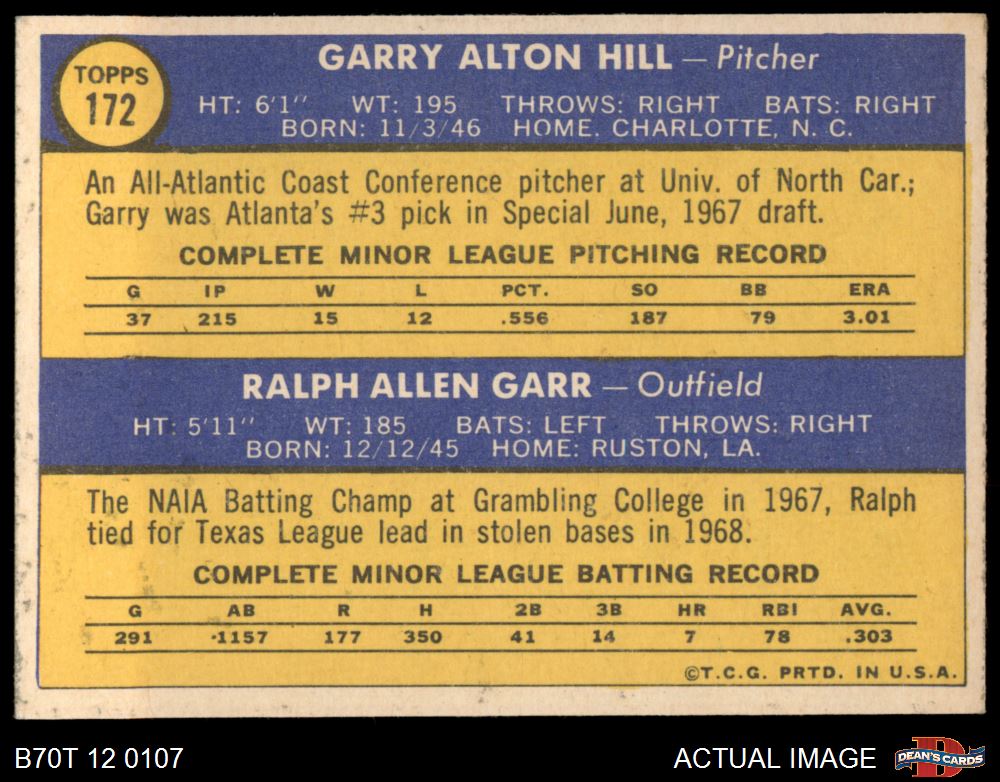 TOPPS
172
GARRY ALTON HILL — Pitcher
HT: 6'1'' WT: 195 THROWS: RIGHT BATS: RIGHT
BORN: 11/3/46 HOME. CHARLOTTE, N. C.
An All-Atlantic Coast Conference pitcher at Univ. of North Car.;
Garry was Atlanta's #3 pick in Special June, 1967 draft.
COMPLETE MINOR LEAGUE PITCHING RECORD
G IP W L PCT. SO BB ERA
37 215 15 12 .556 187 79 3.01
RALPH ALLEN GARR — Outfield
HT: 5'11'' WT: 185 BATS: LEFT THROWS: RIGHT
BORN: 12/12/45 HOME: RUSTON, LA.
The NAIA Batting Champ at Grambling College in 1967, Ralph
tied for Texas League lead in stolen bases in 1968.
COMPLETE MINOR LEAGUE BATTING RECORD
G AB R H 2B 3B HR RBI AVG.
291 1157 177 350 41 14 7 78 .303
©T.C.G. PRTD. IN U.S.A.
B70T 12 0107
ACTUAL IMAGE
D
DEAN'S CARDS